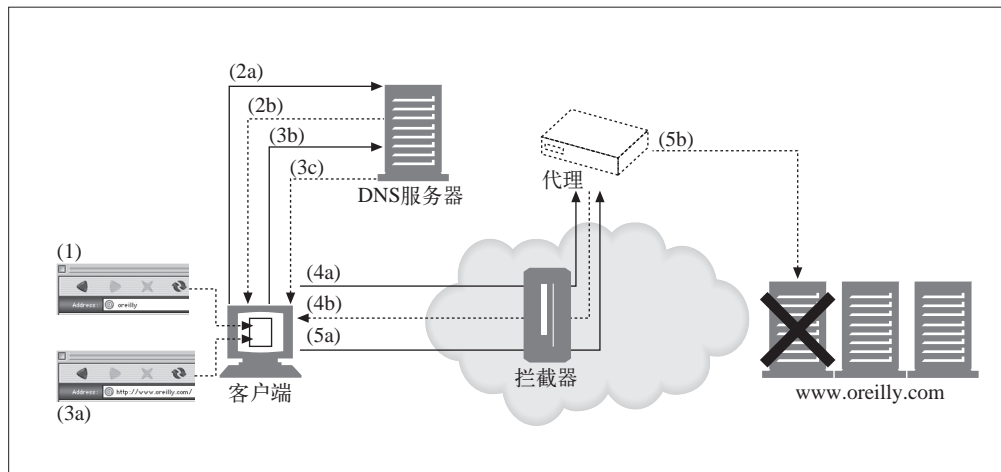 (2a)
(2b)
(3b)
(3c)
DNS服务器
代理
(5b)
(1)
Address: oreilly
(4a)
(4b)
(5a)
Address: http://www.oreilly.com/
(3a)
客户端
拦截器
www.oreilly.com